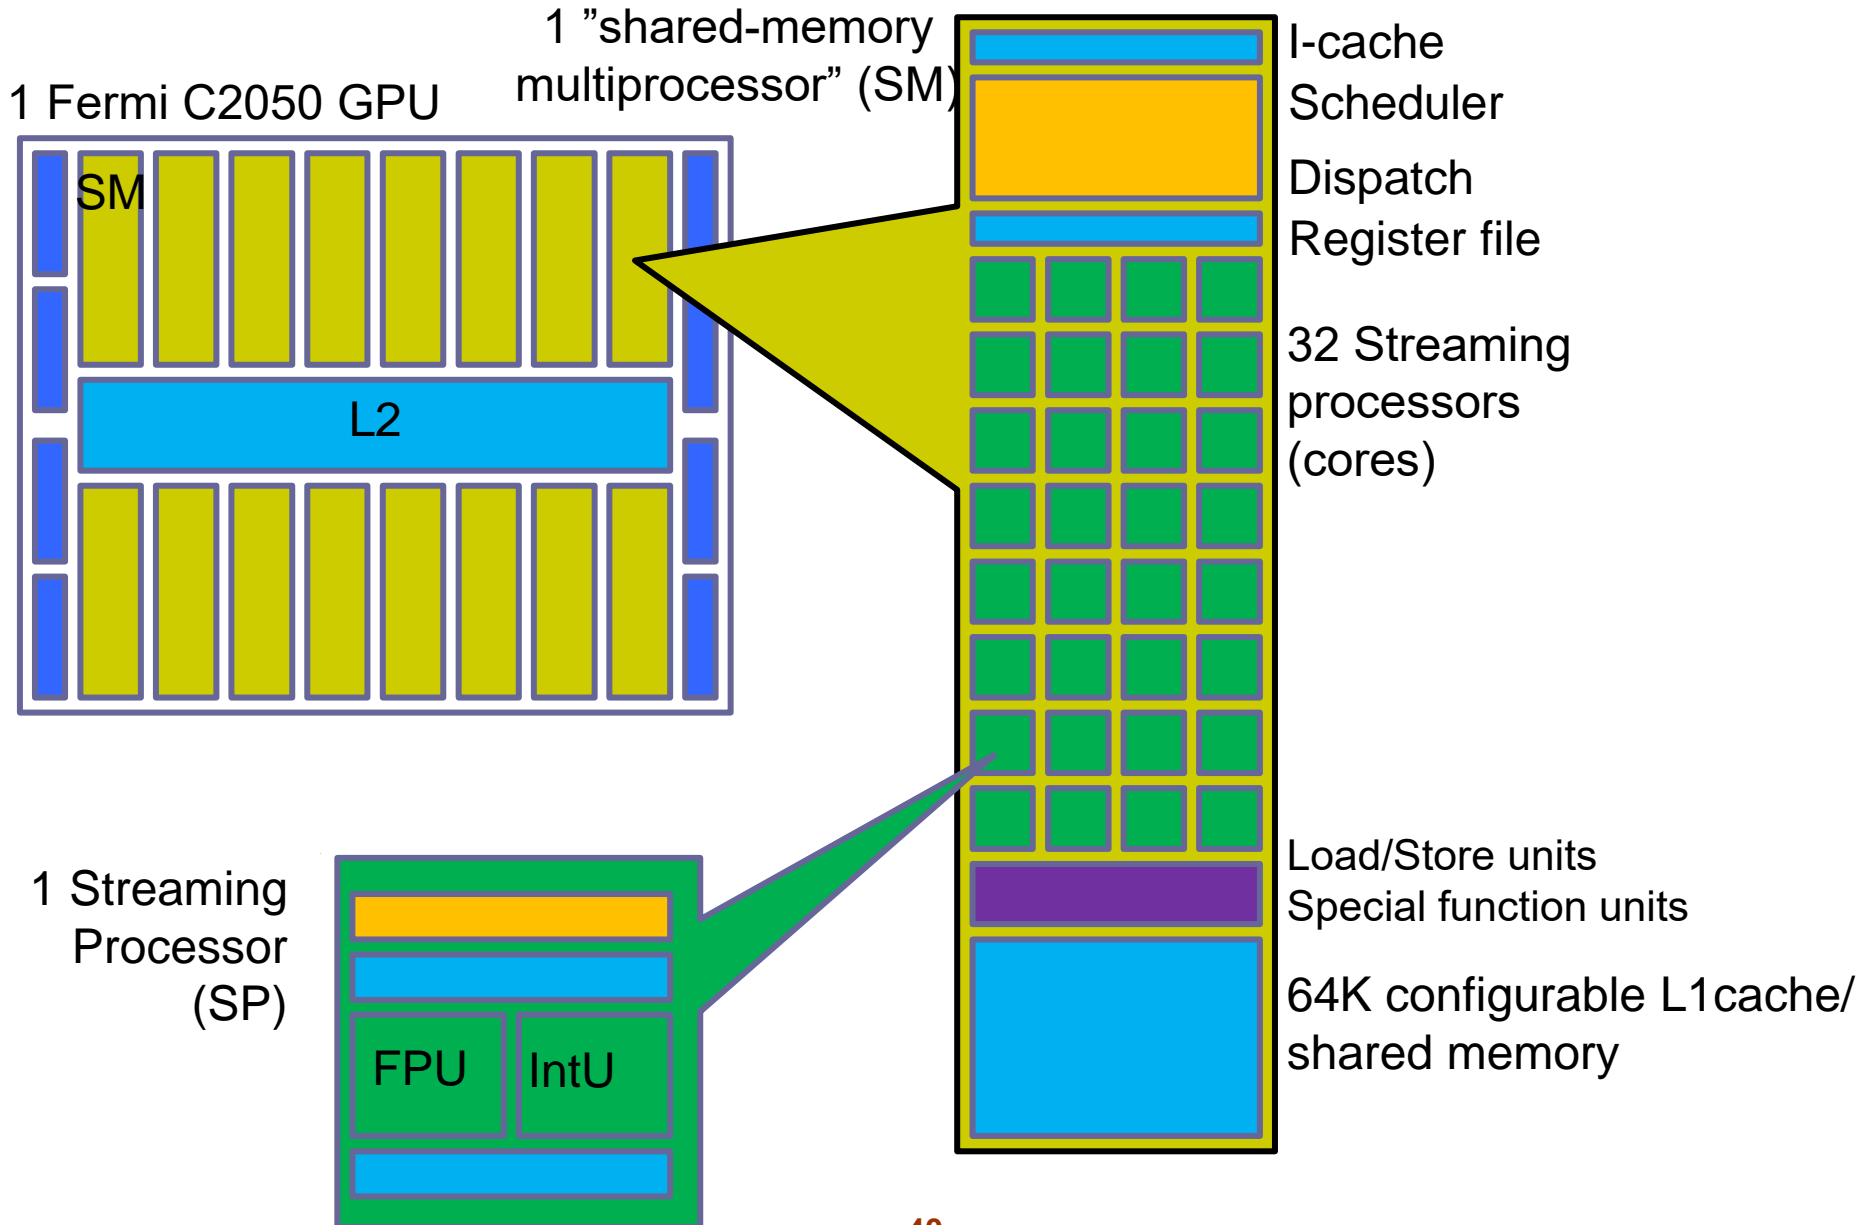 1 ”shared-memory
multiprocessor” (SM)
1 Fermi C2050 GPU
SM
L2
I-cache
Scheduler
Dispatch
Register file
32 Streaming
processors
(cores)
Load/Store units
Special function units
64K configurable L1cache/
shared memory
1 Streaming
Processor
(SP)
FPU IntU